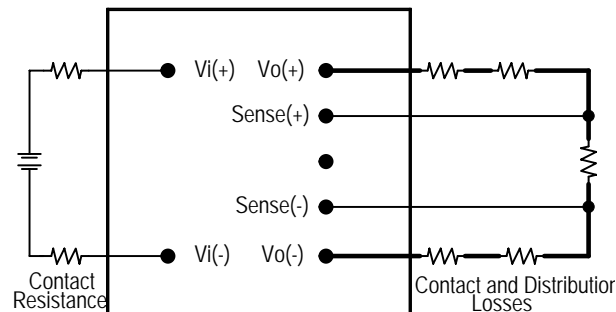 Vi(+) Vo(+)
Sense(+)
Sense(-)
Vi(-) Vo(-)
Contact
Resistance
Contact and Distribution
Losses